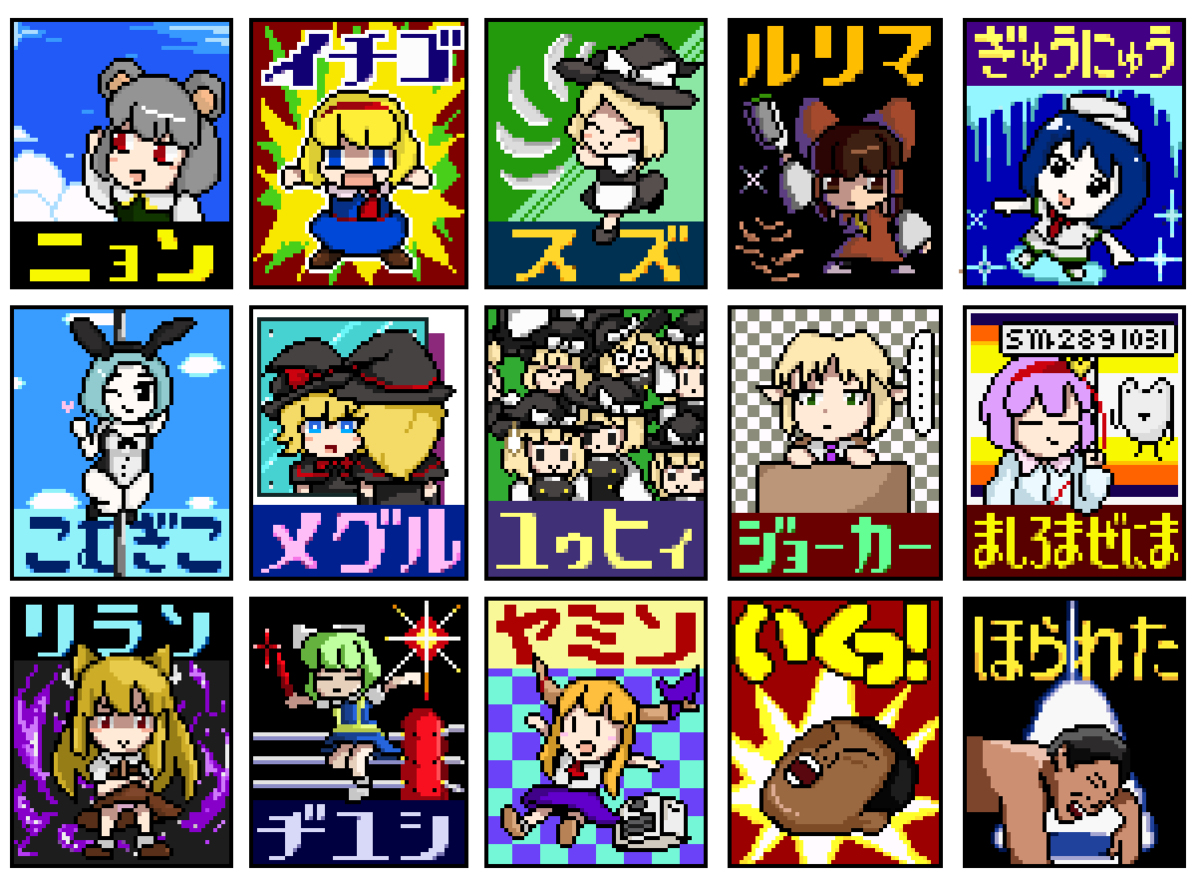 ニョン
イチゴ
スズ
ルリマ
ぎゅうにゅう
こむぎこ
メグル
ユゥヒィ
ジョーカー
......
sm2891031
ましろまぜにま
リラン
ヂユシ
ヤミン
いくっ!
ほられた